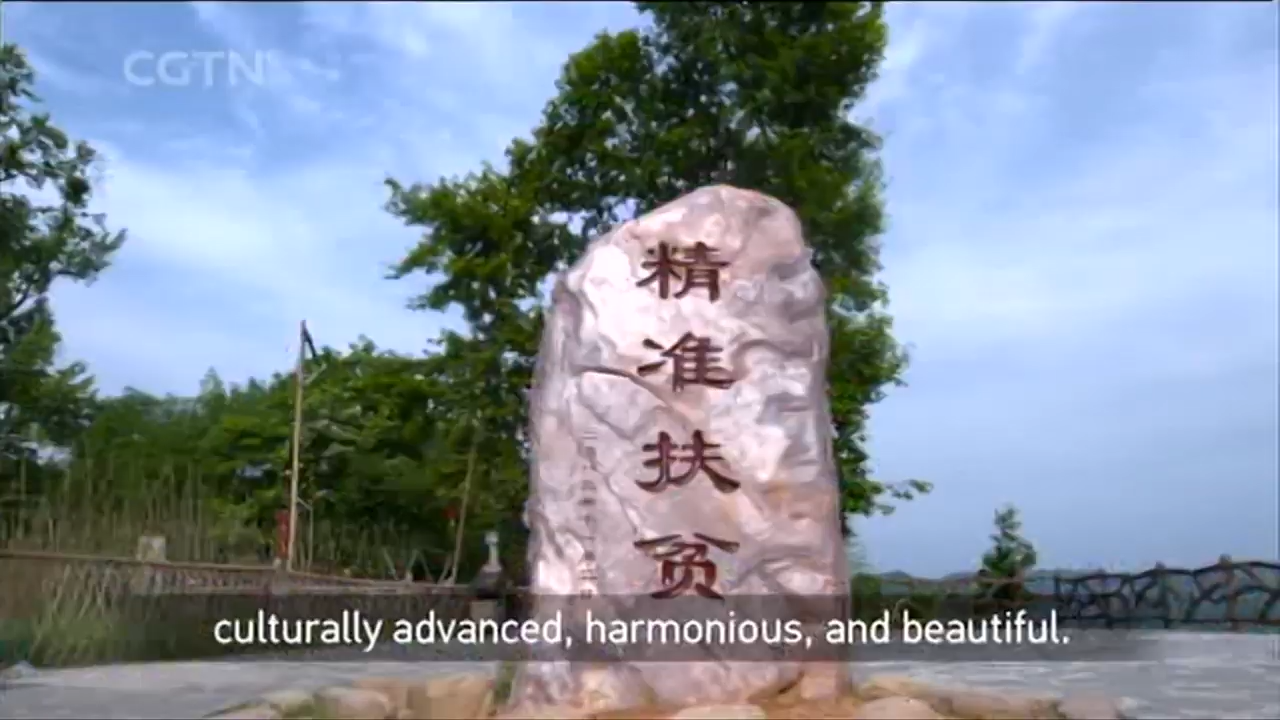 CGTN
精
准
扶
贫
culturally advanced, harmonious, and beautiful.